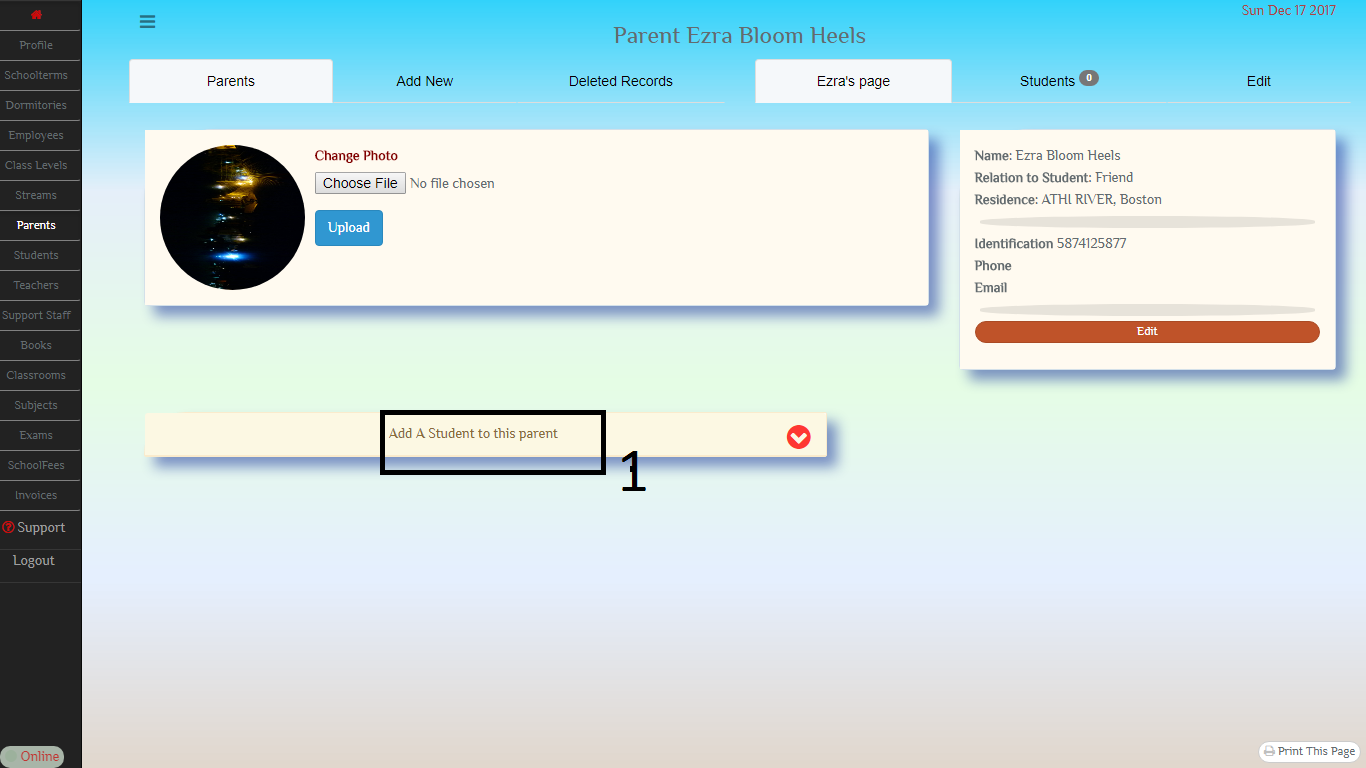 Sun Dec 17 2017
Parent Ezra Bloom Heels
Profile
Schoolterms
Dormitories
Employees
Class Levels
Streams
Parents
Students
Teachers
Support Staff
Books
Classrooms
Subjects
Exams
SchoolFees
Invoices
Support
Logout
Online
Parents Add New Deleted Records
Ezra's page Students 0 Edit
Change Photo
Choose File No file chosen
Upload
Name: Ezra Bloom Heels
Relation to Student: Friend
Residence: ATHI RIVER, Boston
Identification 5874125877
Phone
Email
Edit
Add A Student to this parent
1
Print This Page